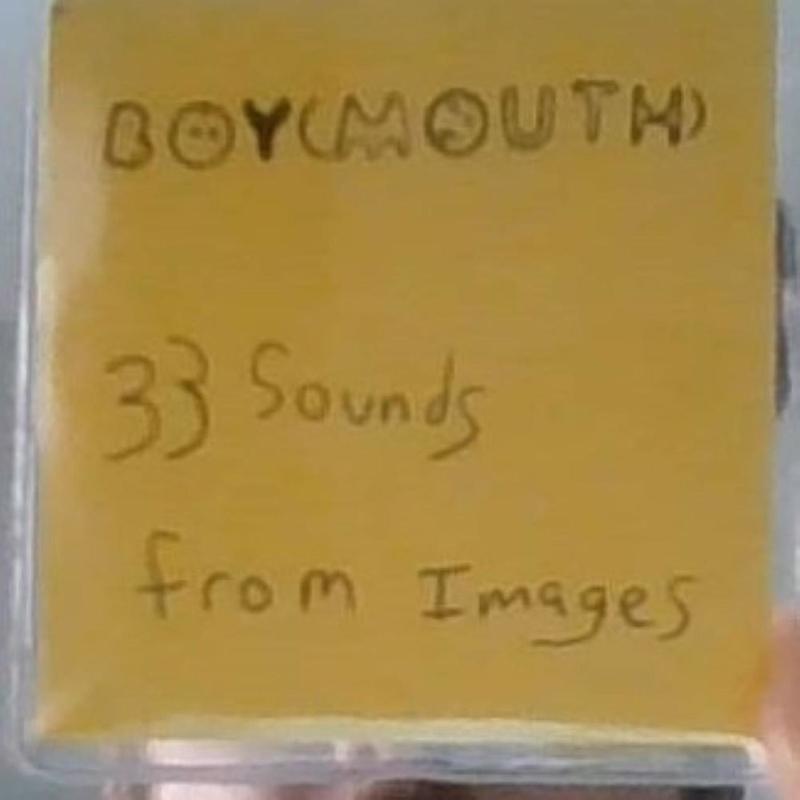 BOY(MOUTH)
33 Sounds
from Images